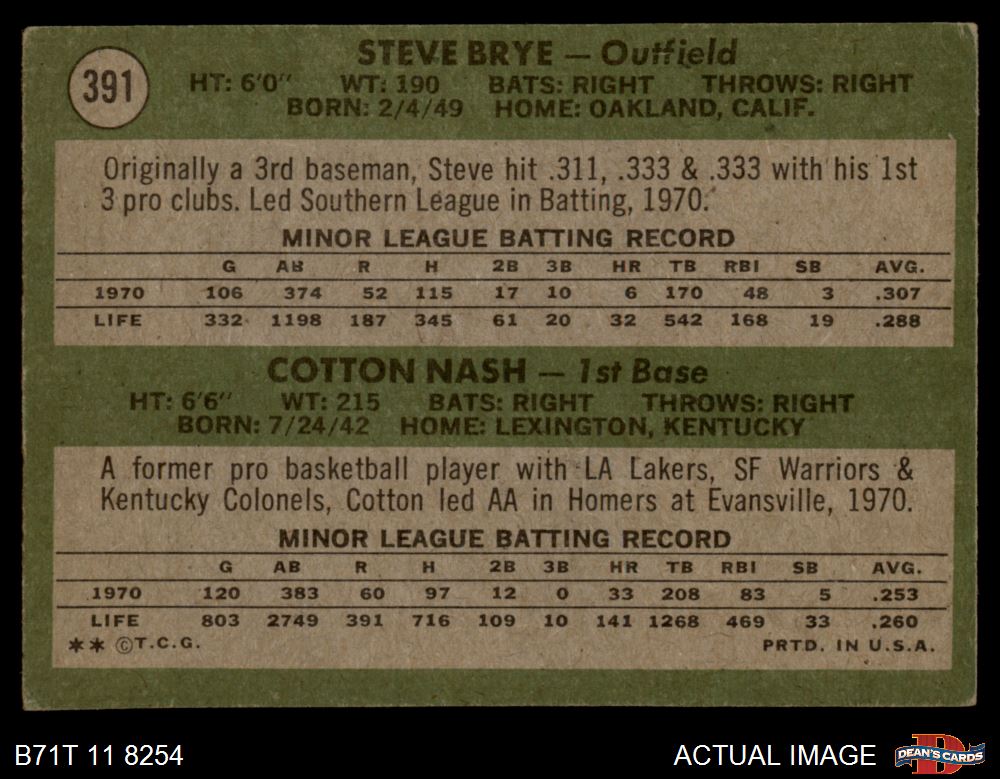 391
STEVE BRYE — Outfield
HT: 6'0" WT: 190 BATS: RIGHT THROWS: RIGHT
BORN: 2/4/49 HOME: OAKLAND, CALIF.
Originally a 3rd baseman, Steve hit .311, .333 & .333 with his 1st
3 pro clubs. Led Southern League in Batting, 1970.
MINOR LEAGUE BATTING RECORD
G AB R H 2B 3B HR TB RBI SB AVG.
1970 106 374 52 115 17 10 6 170 48 3 .307
LIFE 332 1198 187 345 61 20 32 542 168 19 .288
COTTON NASH — 1st Base
HT: 6'6" WT: 215 BATS: RIGHT THROWS: RIGHT
BORN: 7/24/42 HOME: LEXINGTON, KENTUCKY
A former pro basketball player with LA Lakers, SF Warriors &
Kentucky Colonels, Cotton led AA in Homers at Evansville, 1970.
MINOR LEAGUE BATTING RECORD
G AB R H 2B 3B HR TB RBI SB AVG.
1970 120 383 60 97 12 0 33 208 83 5 .253
LIFE 803 2749 391 716 109 10 141 1268 469 33 .260
** ©T.C.G. PRTD. IN U.S.A.
B71T 11 8254 ACTUAL IMAGE DEAN'S CARDS